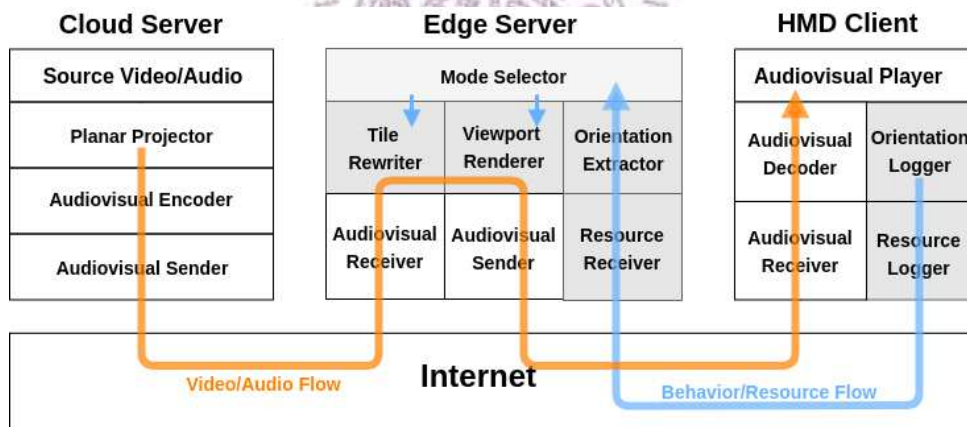 Cloud Server
Source Video/Audio
Planar Projector
Audiovisual Encoder
Audiovisual Sender
Edge Server
Mode Selector
Tile
Rewriter
Viewport
Renderer
Orientation
Extractor
Audiovisual
Receiver
Audiovisual
Sender
Resource
Receiver
HMD Client
Audiovisual Player
Audiovisual
Decoder
Orientation
Logger
Audiovisual
Receiver
Resource
Logger
Internet
Video/Audio Flow
Behavior/Resource Flow